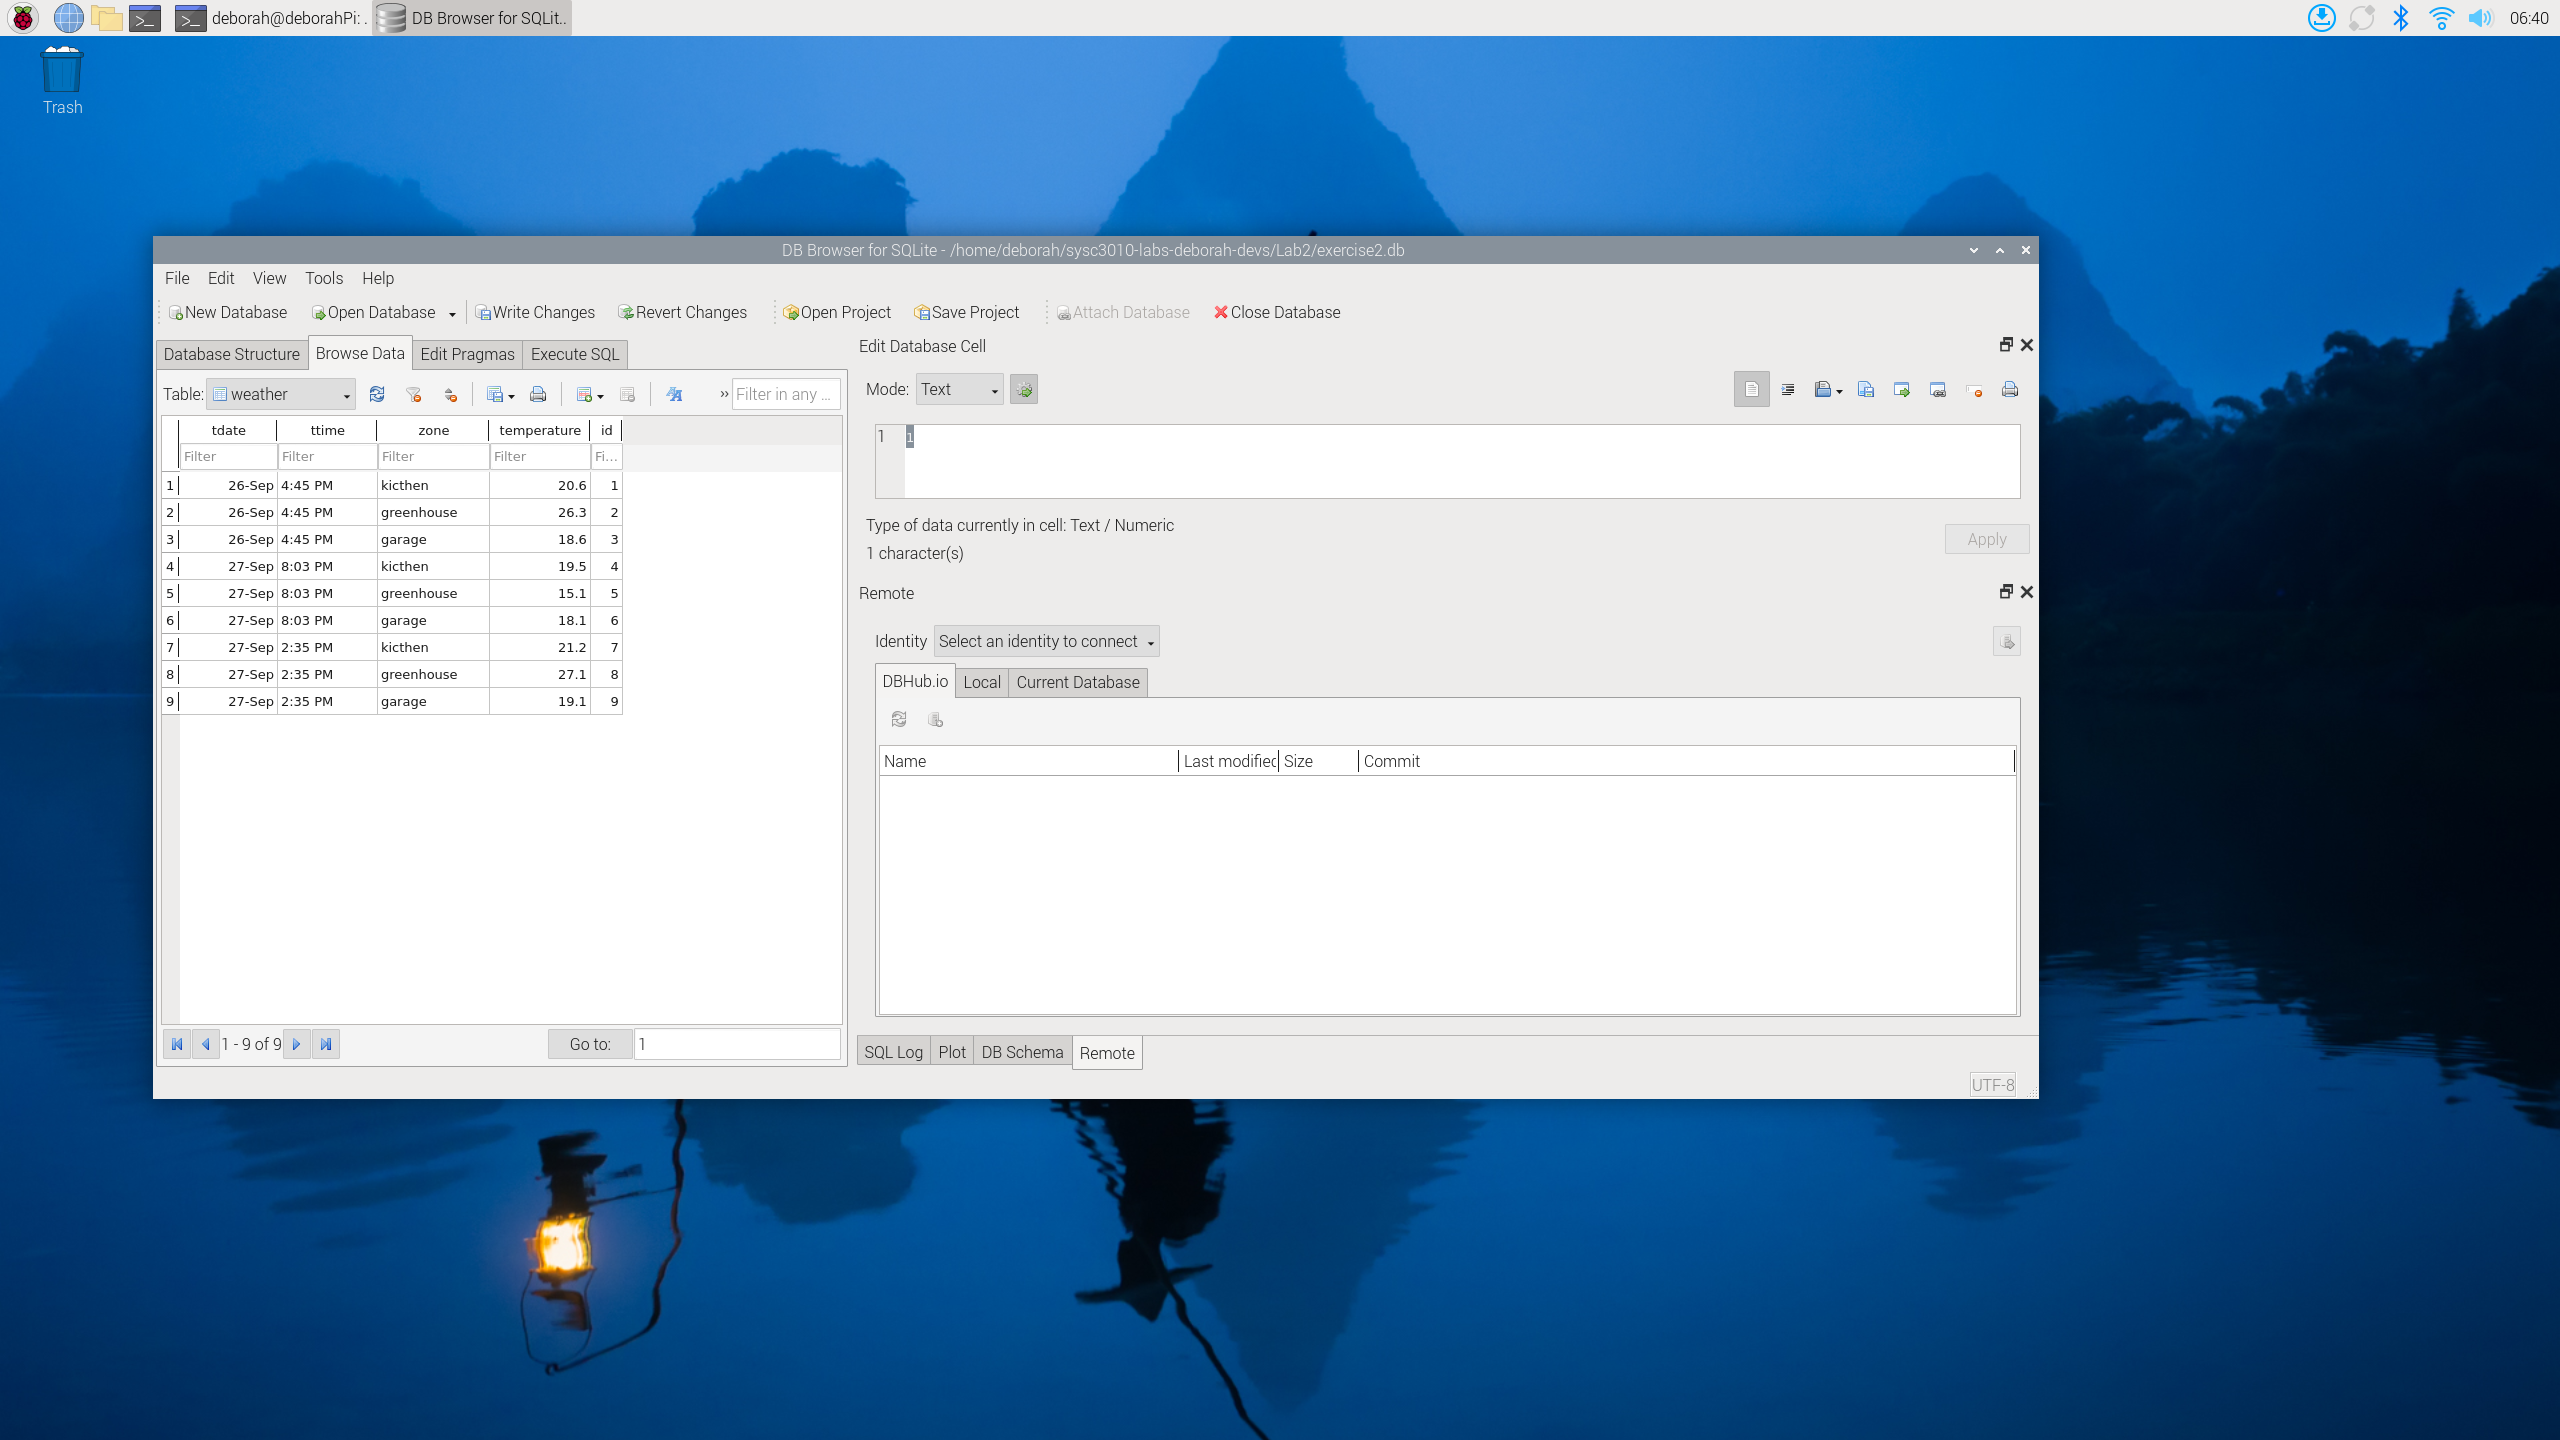 deborah@deborahPi: . DB Browser for SQLit.. 06:40
Trash
DB Browser for SQLite - /home/deborah/sysc3010-labs-deborah-devs/Lab2/exercise2.db
File Edit View Tools Help
New Database Open Database Write Changes Revert Changes Open Project Save Project Attach Database Close Database
Database Structure Browse Data Edit Pragmas Execute SQL
Table: weather » Filter in any ...
tdate ttime zone temperature id
Filter Filter Filter Filter Fi...
1 26-Sep 4:45 PM kicthen 20.6 1
2 26-Sep 4:45 PM greenhouse 26.3 2
3 26-Sep 4:45 PM garage 18.6 3
4 27-Sep 8:03 PM kicthen 19.5 4
5 27-Sep 8:03 PM greenhouse 15.1 5
6 27-Sep 8:03 PM garage 18.1 6
7 27-Sep 2:35 PM kicthen 21.2 7
8 27-Sep 2:35 PM greenhouse 27.1 8
9 27-Sep 2:35 PM garage 19.1 9
1 - 9 of 9 Go to: 1
Edit Database Cell
Mode: Text
1 1
Type of data currently in cell: Text / Numeric
1 character(s)
Apply
Remote
Identity Select an identity to connect
DBHub.io Local Current Database
Name Last modified Size Commit
SQL Log Plot DB Schema Remote
UTF-8